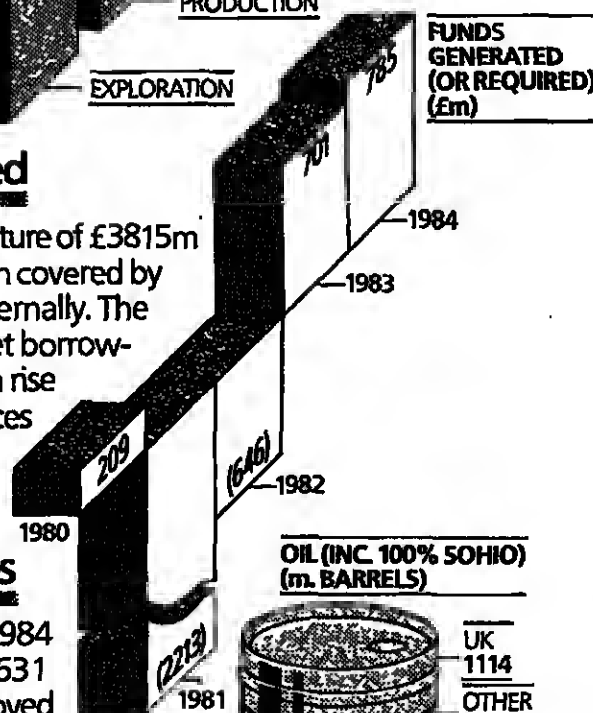 PRODUCTION
EXPLORATION
FUNDS
GENERATED
(OR REQUIRED)
(£m)
785
701
1984
1983
ture of £3815m
covered by
ernally. The
et borrow-
rise
209
(646)
1982
1980
(2213)
1981
984
631
OIL (INC. 100% SOHIO)
(m. BARRELS)
UK
1114
OTHER